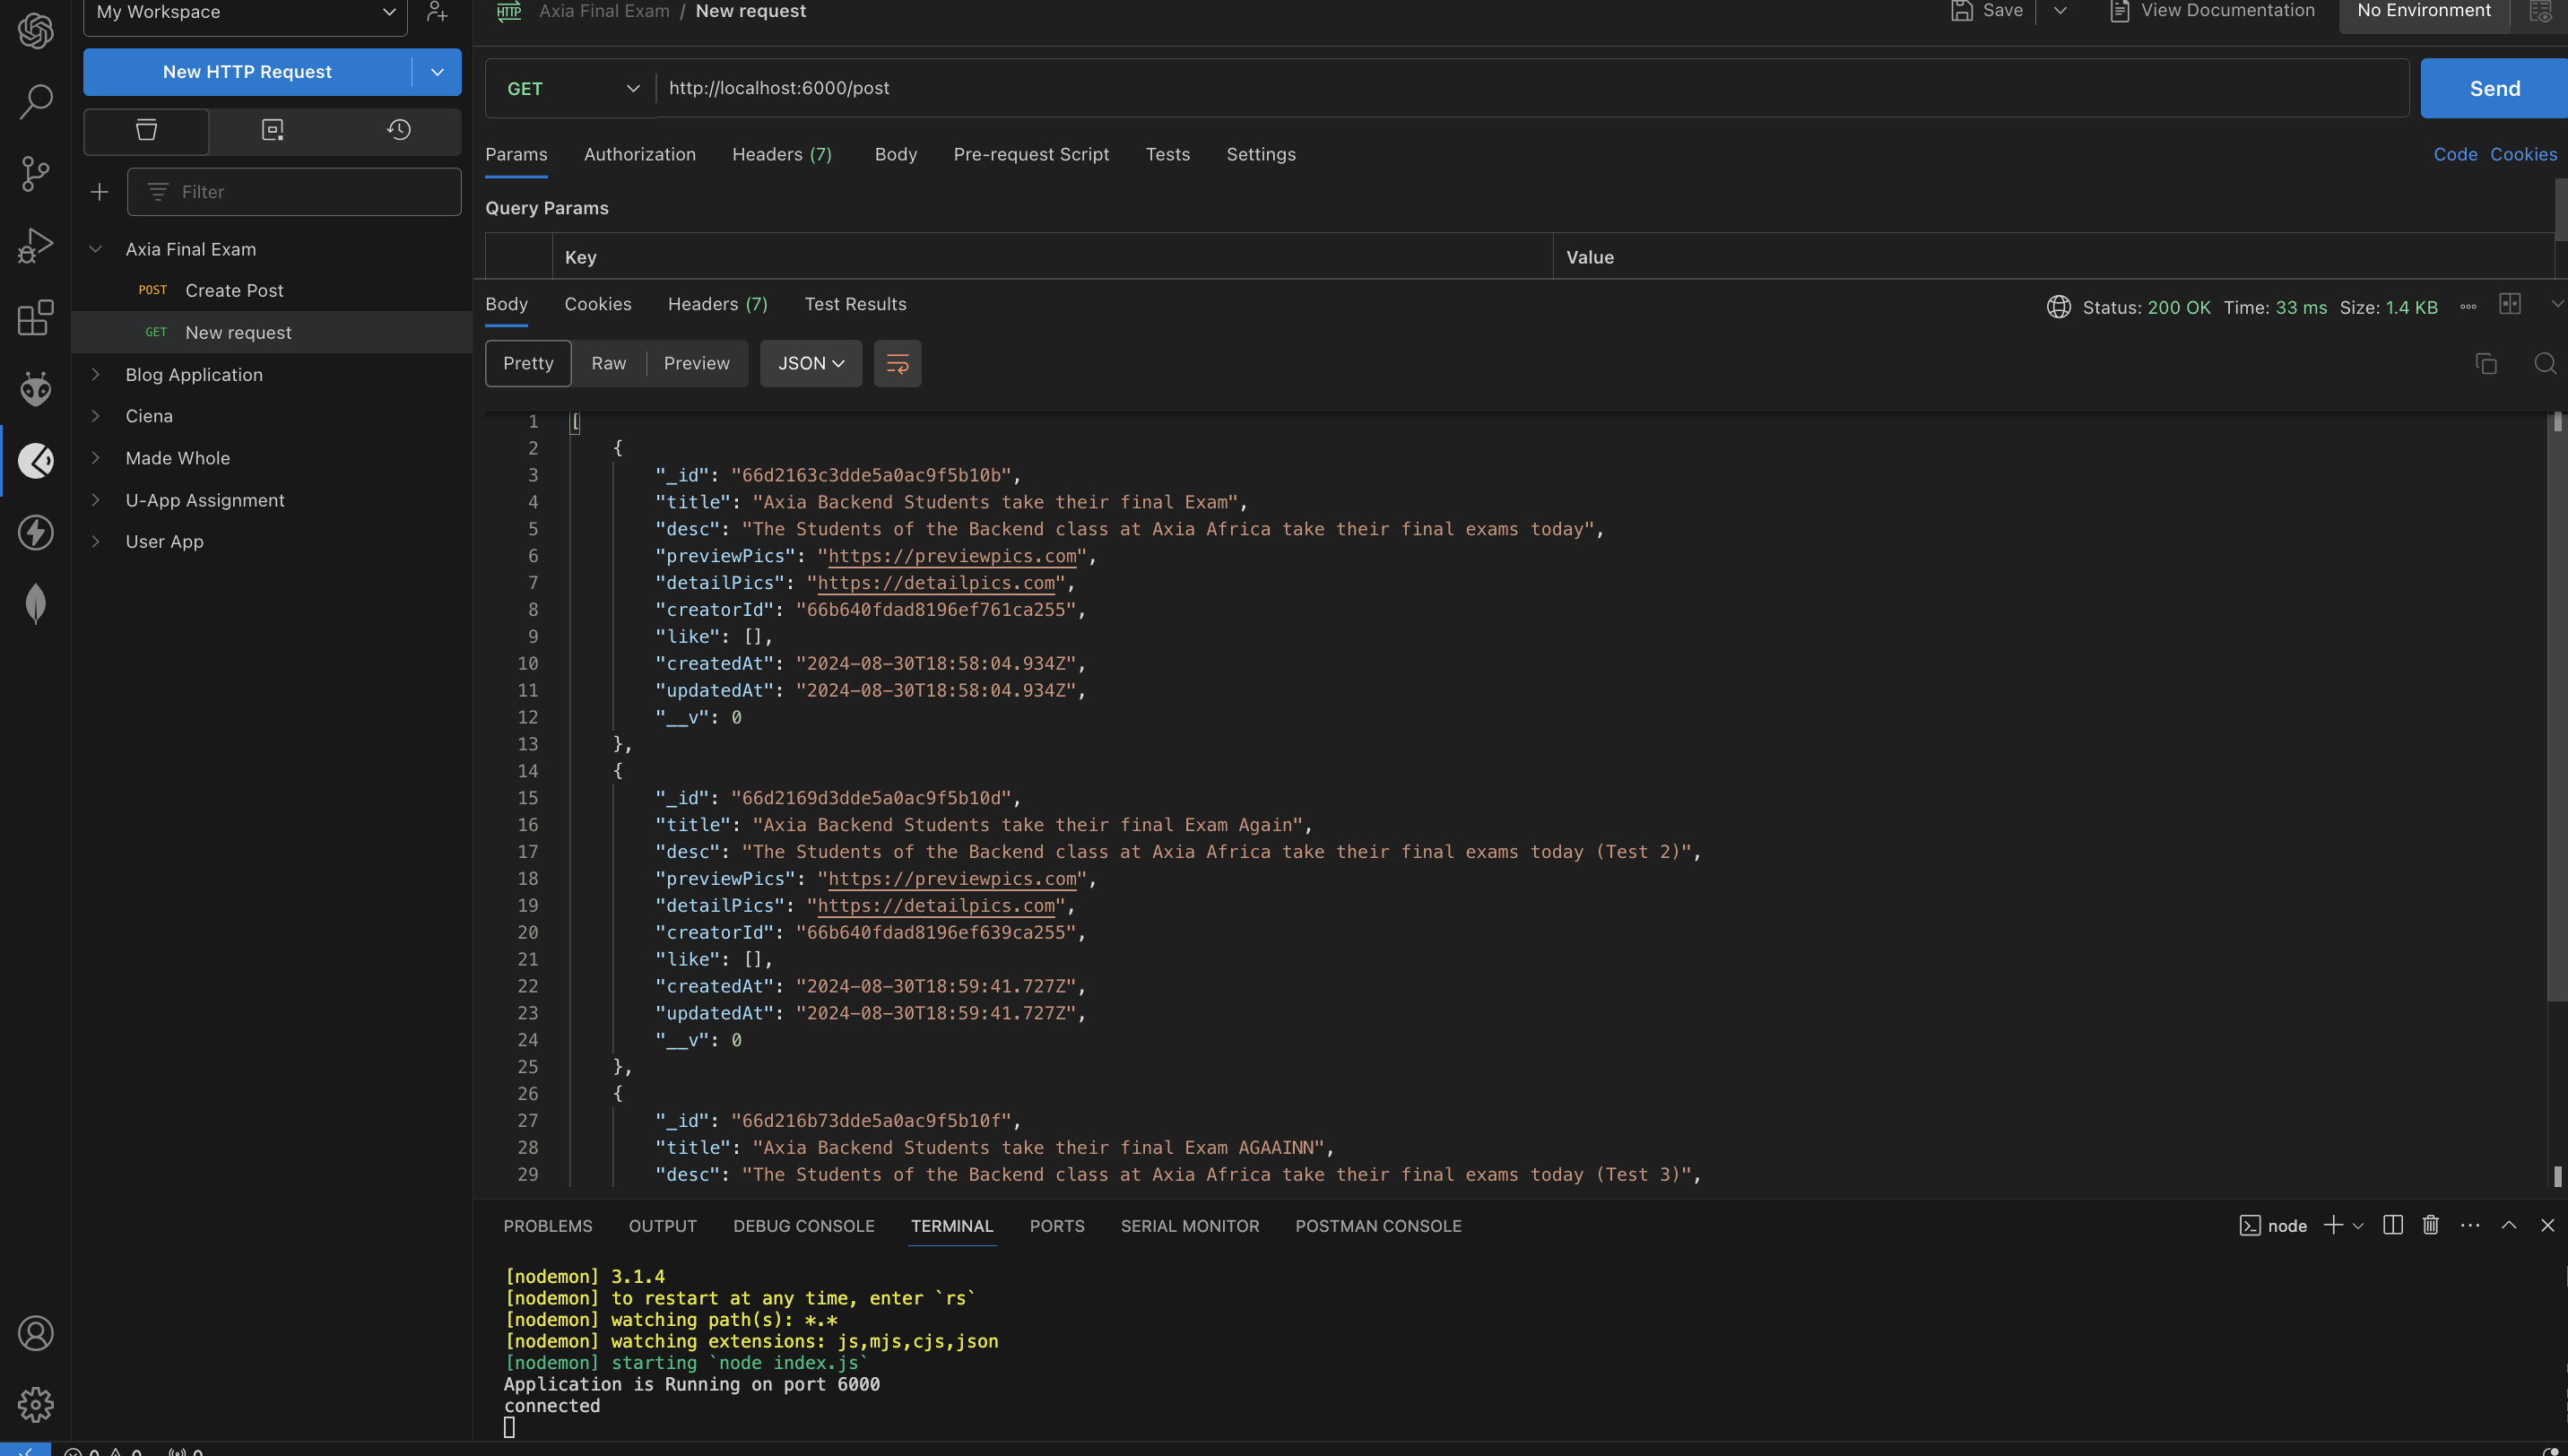 My Workspace
HTTP Axia Final Exam / New request
Save
View Documentation
No Environment
New HTTP Request
GET
http://localhost:6000/post
Send
Params Authorization Headers (7) Body Pre-request Script Tests Settings
Code Cookies
Filter
Query Params
Key Value
Axia Final Exam
POST Create Post
GET New request
Blog Application
Ciena
Made Whole
U-App Assignment
User App
Body Cookies Headers (7) Test Results
Status: 200 OK Time: 33 ms Size: 1.4 KB
Pretty Raw Preview JSON
1 [
2 {
3 "_id": "66d2163c3dde5a0ac9f5b10b",
4 "title": "Axia Backend Students take their final Exam",
5 "desc": "The Students of the Backend class at Axia Africa take their final exams today",
6 "previewPics": "https://previewpics.com",
7 "detailPics": "https://detailpics.com",
8 "creatorId": "66b640fdad8196ef761ca255",
9 "like": [],
10 "createdAt": "2024-08-30T18:58:04.934Z",
11 "updatedAt": "2024-08-30T18:58:04.934Z",
12 "__v": 0
13 },
14 {
15 "_id": "66d2169d3dde5a0ac9f5b10d",
16 "title": "Axia Backend Students take their final Exam Again",
17 "desc": "The Students of the Backend class at Axia Africa take their final exams today (Test 2)",
18 "previewPics": "https://previewpics.com",
19 "detailPics": "https://detailpics.com",
20 "creatorId": "66b640fdad8196ef639ca255",
21 "like": [],
22 "createdAt": "2024-08-30T18:59:41.727Z",
23 "updatedAt": "2024-08-30T18:59:41.727Z",
24 "__v": 0
25 },
26 {
27 "_id": "66d216b73dde5a0ac9f5b10f",
28 "title": "Axia Backend Students take their final Exam AGAAINN",
29 "desc": "The Students of the Backend class at Axia Africa take their final exams today (Test 3)",
PROBLEMS OUTPUT DEBUG CONSOLE TERMINAL PORTS SERIAL MONITOR POSTMAN CONSOLE
node
[nodemon] 3.1.4
[nodemon] to restart at any time, enter `rs`
[nodemon] watching path(s): *.*
[nodemon] watching extensions: js,mjs,cjs,json
[nodemon] starting `node index.js`
Application is Running on port 6000
connected
0 0 0